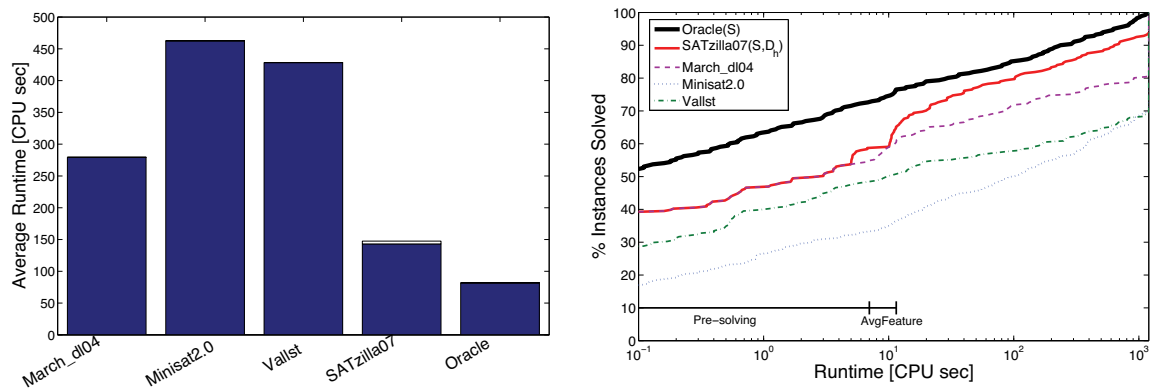 Average Runtime [CPU sec]
500
450
400
350
300
250
200
150
100
50
0
March_dl04
Minisat2.0
Vallst
SATzilla07
Oracle
% Instances Solved
100
90
80
70
60
50
40
30
20
10
0
Oracle(S)
SATzilla07(S,D_h)
March_dl04
Minisat2.0
Vallst
Pre-solving
AvgFeature
10^-1
10^0
10^1
10^2
10^3
Runtime [CPU sec]